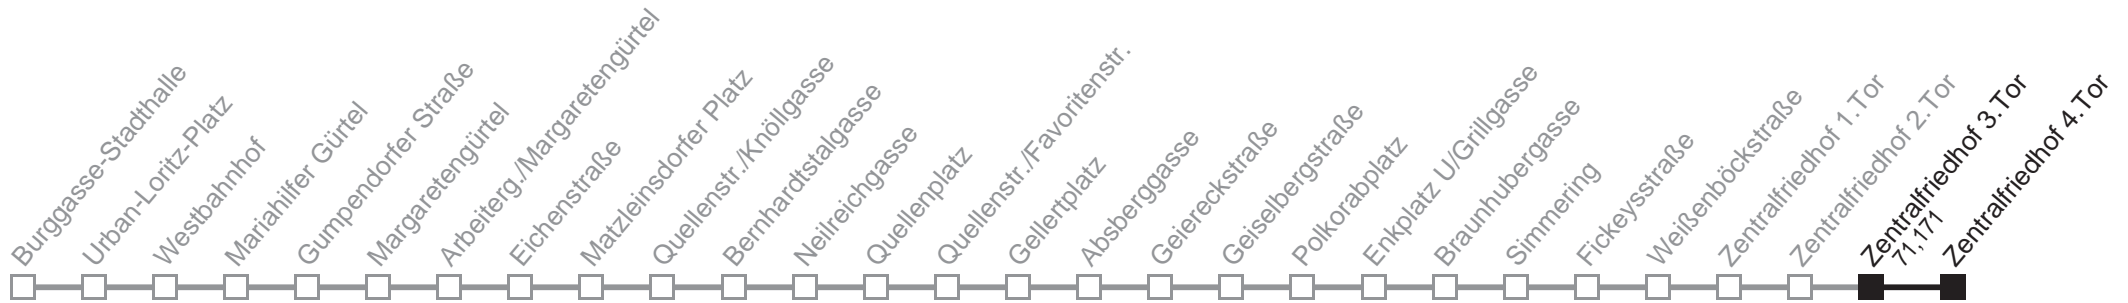 Burggasse-Stadthalle
Urban-Loritz-Platz
Westbahnhof
Mariahilfer Gürtel
Gumpendorfer Straße
Margaretengürtel
Arbeiterg./Margaretengürtel
Eichenstraße
Matzleinsdorfer Platz
Quellenstr./Knöllgasse
Bernhardtstalgasse
Neilreichgasse
Quellenplatz
Quellenstr./Favoritenstr.
Gellertplatz
Absberggasse
Geiereckstraße
Geiselbergstraße
Polkorabplatz
Enkplatz U/Grillgasse
Braunhubergasse
Simmering
Fickeysstraße
Weißenböckstraße
Zentralfriedhof 1.Tor
Zentralfriedhof 2.Tor
Zentralfriedhof 3.Tor
71,171
Zentralfriedhof 4.Tor